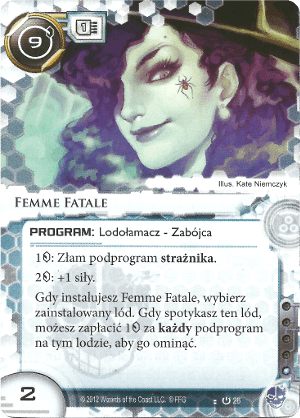 9
1
Illus. Kate Niemczyk
FEMME FATALE
PROGRAM: Lodołamacz - Zabójca
1: Złam podprogram strażnika.
2: +1 siły.
Gdy instalujesz Femme Fatale, wybierz
zainstalowany lód. Gdy spotykasz ten lód,
możesz zapłacić 1 za każdy podprogram
na tym lodzie, aby go ominąć.
2
© 2012 Wizards of the Coast LLC. © FFG
26